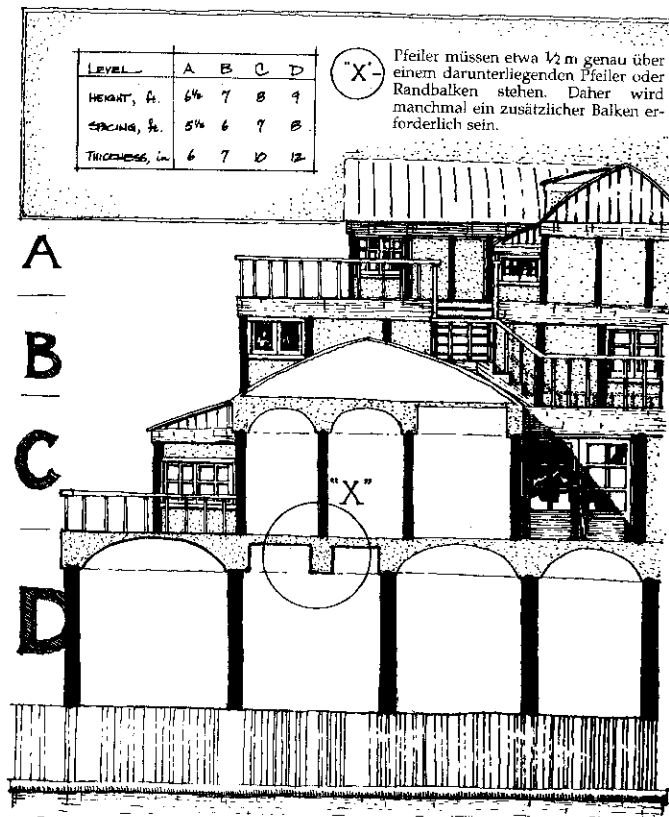 LEVEL A B C D
HEIGHT, ft. 6½ 7 8 9
SPACING, ft. 5½ 6 7 8
THICKNESS, in 6 7 10 12
"X"
Pfeiler müssen etwa ½ m genau über
einem darunterliegenden Pfeiler oder
Randbalken stehen. Daher wird
manchmal ein zusätzlicher Balken er-
forderlich sein.
A
B
C
"X"
D